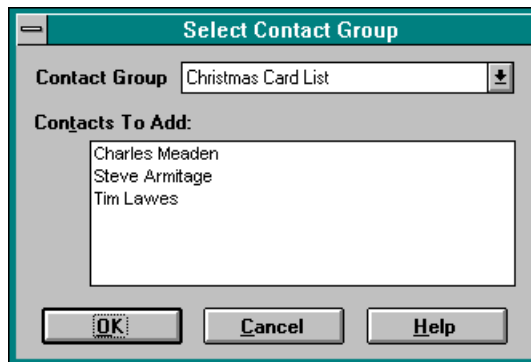 Select Contact Group
Contact Group Christmas Card List
Contacts To Add:
Charles Meaden
Steve Armitage
Tim Lawes
OK Cancel Help